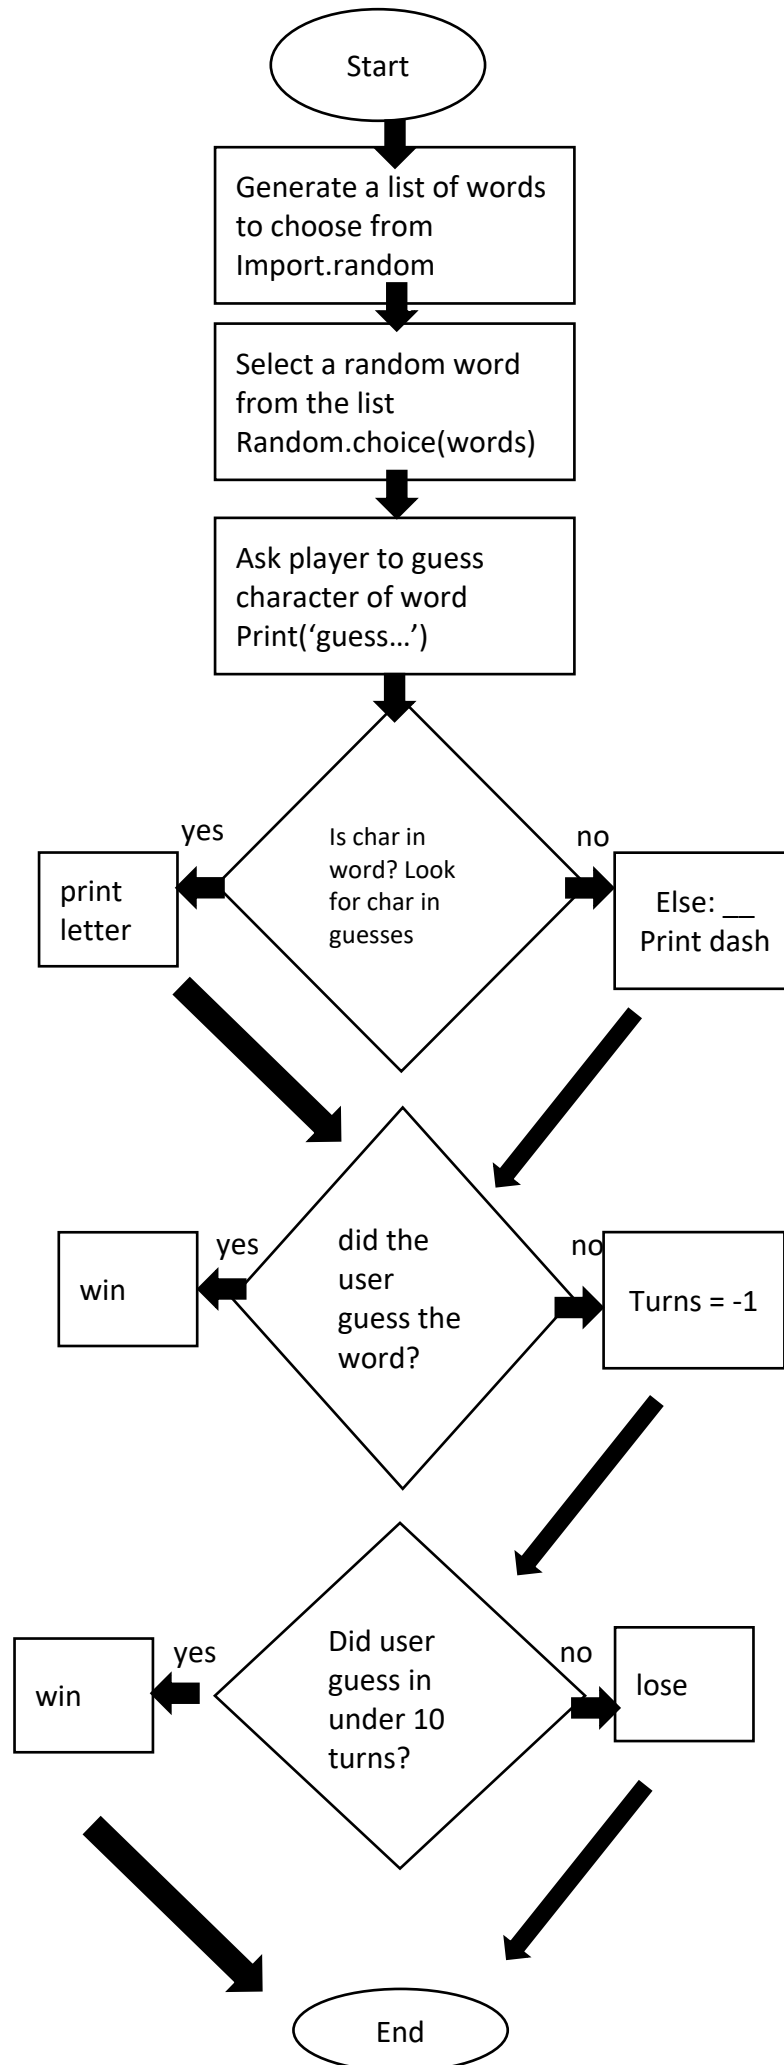 Start
Generate a list of words
to choose from
Import.random
Select a random word
from the list
Random.choice(words)
Ask player to guess
character of word
Print(‘guess…’)
yes
Is char in
word? Look
for char in
guesses
no
print
letter
Else: __
Print dash
yes
did the
user
guess the
word?
no
win
Turns = -1
yes
Did user
guess in
under 10
turns?
no
win
lose
End